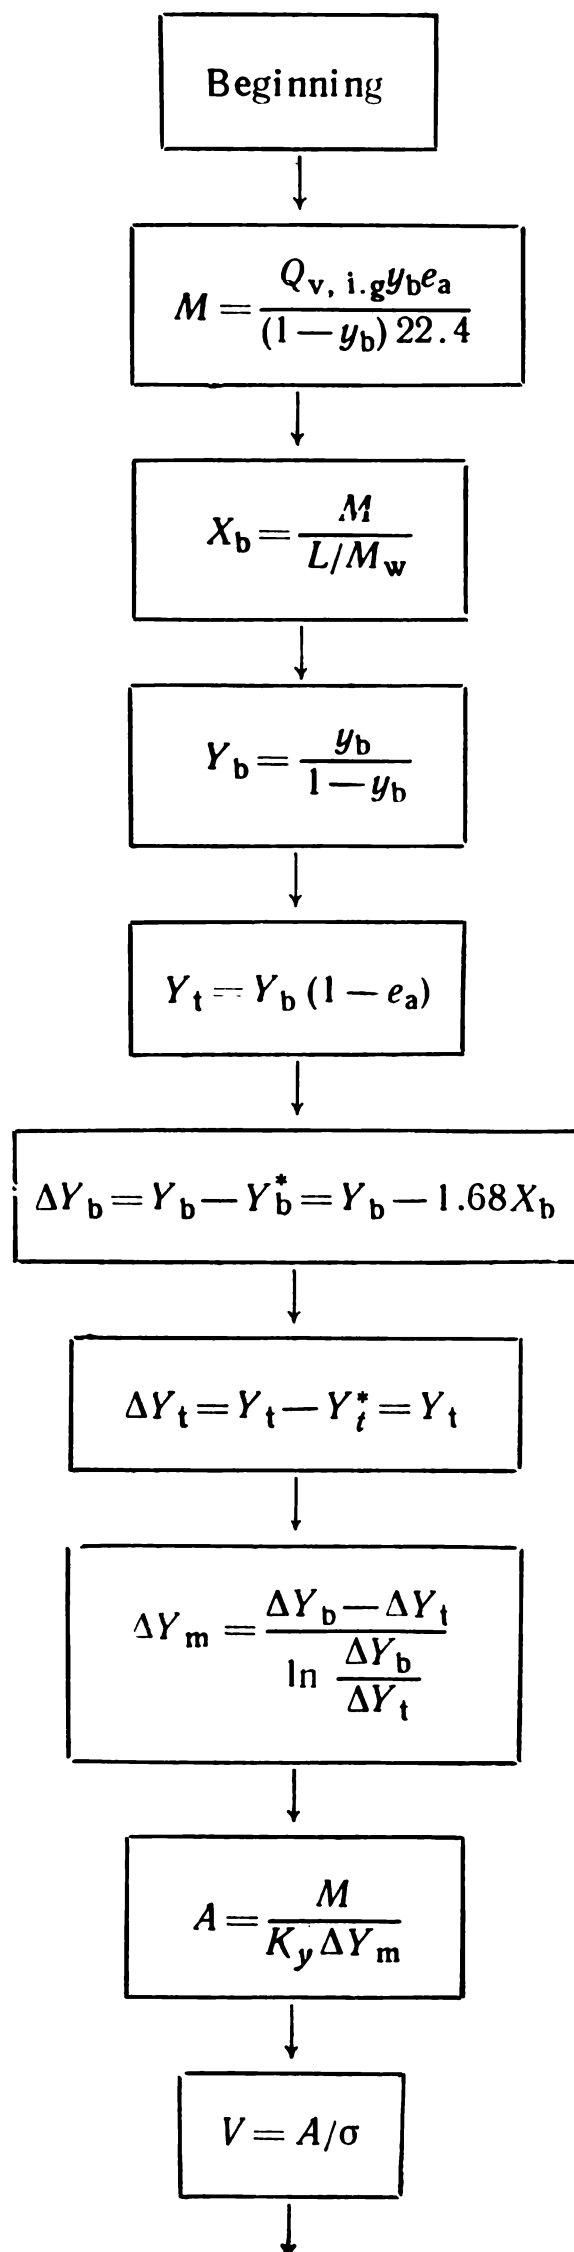 Beginning
M = Q_v, i.g y_b e_a / (1 − y_b) 22.4
X_b = M / L/M_w
Y_b = y_b / 1 − y_b
Y_t = Y_b (1 − e_a)
ΔY_b = Y_b − Y_b^* = Y_b − 1.68X_b
ΔY_t = Y_t − Y_t^* = Y_t
ΔY_m = ΔY_b − ΔY_t / ln ΔY_b / ΔY_t
A = M / K_y ΔY_m
V = A/σ